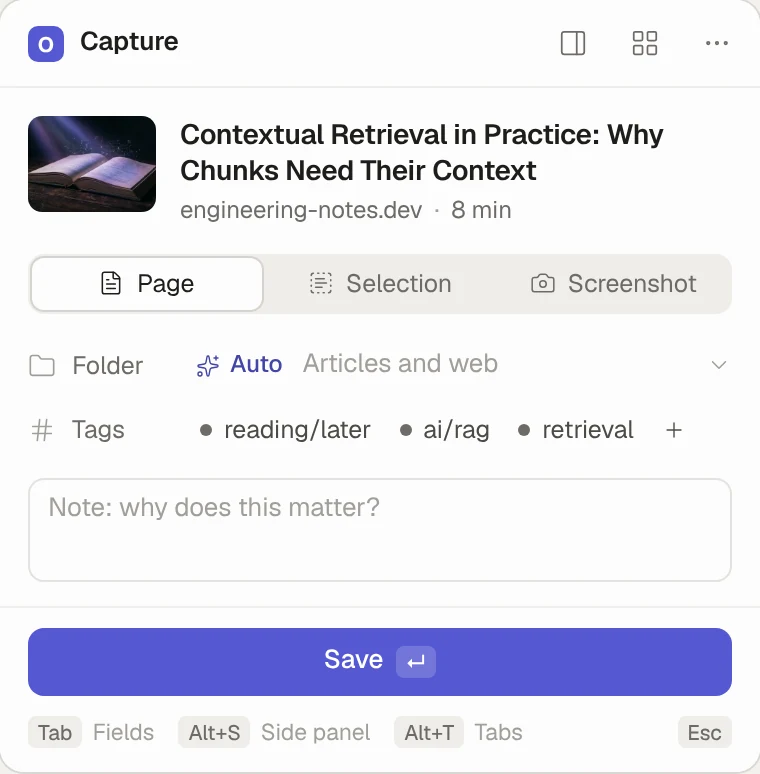 O Capture
Contextual Retrieval in Practice: Why
Chunks Need Their Context
engineering-notes.dev · 8 min
Page Selection Screenshot
Folder Auto Articles and web
# Tags reading/later ai/rag retrieval +
Note: why does this matter?
Save ↵
Tab Fields Alt+S Side panel Alt+T Tabs Esc